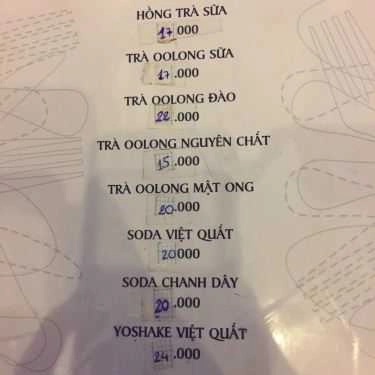 HỒNG TRÀ SỮA
17.000
TRÀ OOLONG SỮA
17.000
TRÀ OOLONG ĐÀO
22.000
TRÀ OOLONG NGUYÊN CHẤT
15.000
TRÀ OOLONG MẬT ONG
20.000
SODA VIỆT QUẤT
20000
SODA CHANH DÂY
20.000
YOSHAKE VIỆT QUẤT
24.000